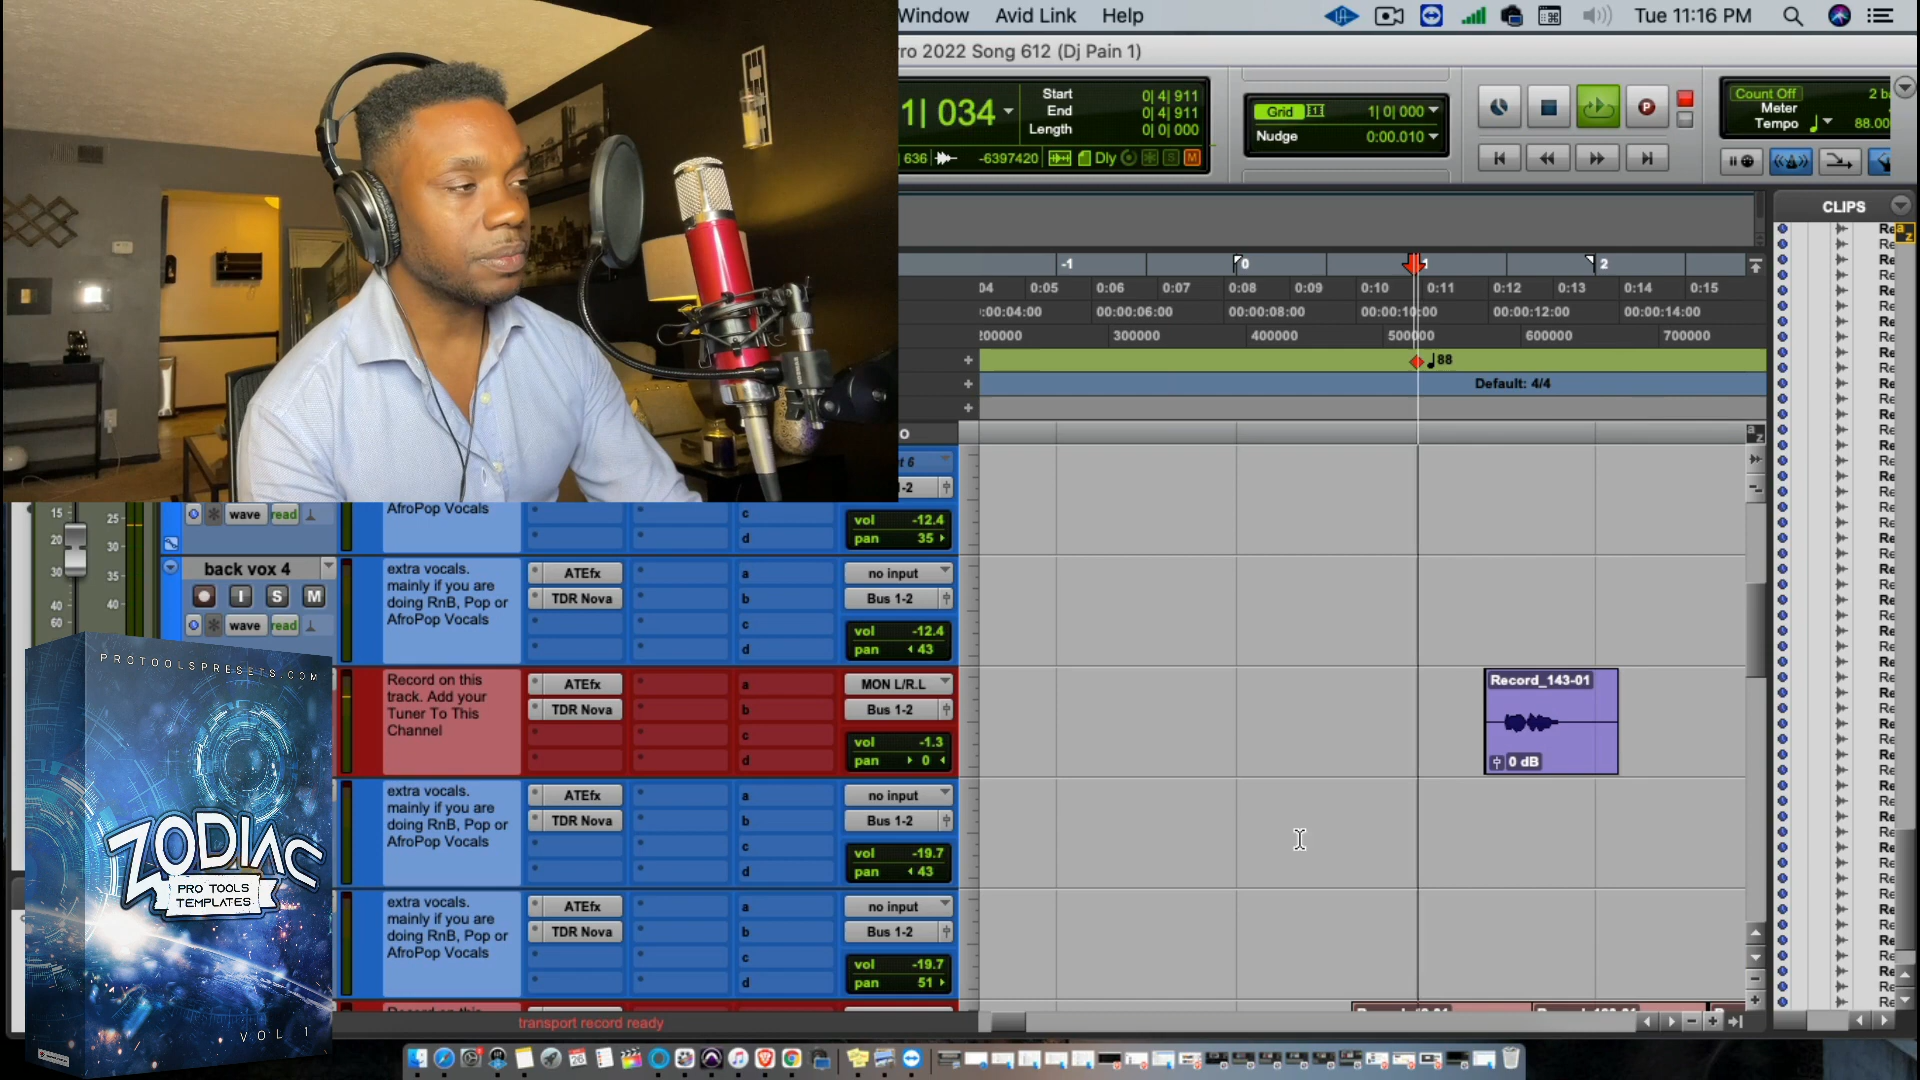 Window Avid Link Help Tue 11:16 PM
ro 2022 Song 612 (Dj Pain 1)
1| 034
Start 0| 4| 911
End 0| 4| 911
Length 0| 0| 000
636 -6397420 Dly
Grid 1| 0| 000
Nudge 0:00.010
Count Off
Meter
Tempo 88.00
CLIPS
-1 0 1 2
0:05 0:06 0:07 0:08 0:09 0:10 0:11 0:12 0:13 0:14 0:15
:00:04:00 00:00:06:00 00:00:08:00 00:00:10:00 00:00:12:00 00:00:14:00
200000 300000 400000 500000 600000 700000
88
Default: 4/4
wave read
AfroPop Vocals
c
d
vol -12.4
pan 35
back vox 4
I S M
wave read
extra vocals.
mainly if you are
doing RnB, Pop or
AfroPop Vocals
ATEfx
TDR Nova
a
b
c
d
no input
Bus 1-2
vol -12.4
pan 43
Record on this
track. Add your
Tuner To This
Channel
ATEfx
TDR Nova
a
b
c
d
MON L/R.L
Bus 1-2
vol -1.3
pan 0
Record_143-01
0 dB
extra vocals.
mainly if you are
doing RnB, Pop or
AfroPop Vocals
ATEfx
TDR Nova
a
b
c
d
no input
Bus 1-2
vol -19.7
pan 43
extra vocals.
mainly if you are
doing RnB, Pop or
AfroPop Vocals
ATEfx
TDR Nova
a
b
c
d
no input
Bus 1-2
vol -19.7
pan 51
transport record ready
PROTOOLSPRESETS.COM
ZODIAC
PRO TOOLS
TEMPLATES
VOL 1